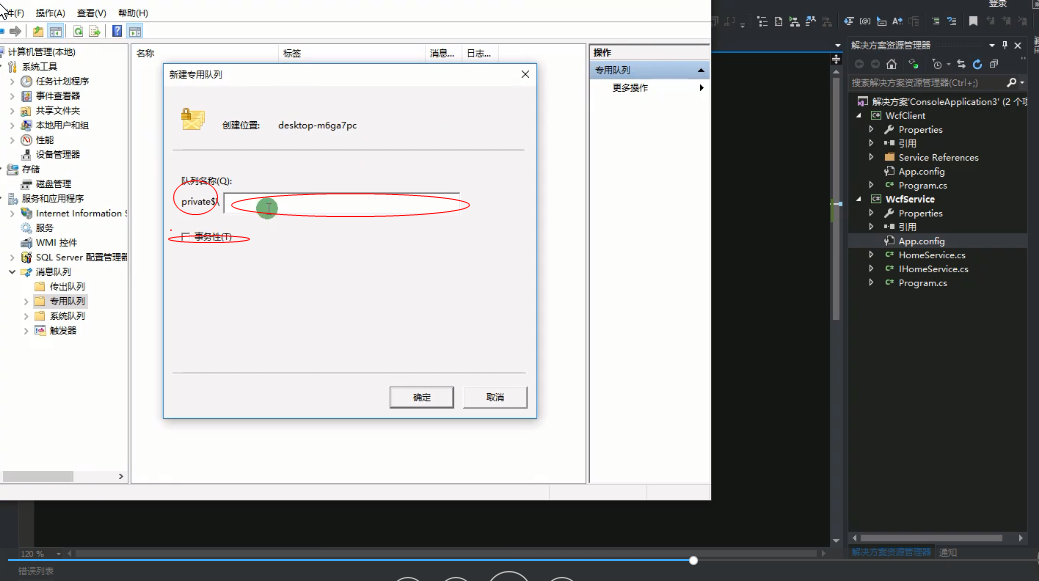 件(F) 操作(A) 查看(V) 帮助(H)
登录
计算机管理(本地)
系统工具
任务计划程序
事件查看器
共享文件夹
本地用户和组
性能
设备管理器
存储
磁盘管理
服务和应用程序
Internet Information S
服务
WMI 控件
SQL Server 配置管理器
消息队列
传出队列
专用队列
系统队列
触发器
名称 标签 消息... 日志...
新建专用队列
创建位置: desktop-m6ga7pc
队列名称(Q):
private$\
事务性(T)
确定 取消
操作
专用队列
更多操作
解决方案资源管理器
搜索解决方案资源管理器(Ctrl+;)
解决方案'ConsoleApplication3' (2 个项
WcfClient
Properties
引用
Service References
App.config
Program.cs
WcfService
Properties
引用
App.config
HomeService.cs
IHomeService.cs
Program.cs
120 %
解决方案资源管理器 通知
错误列表